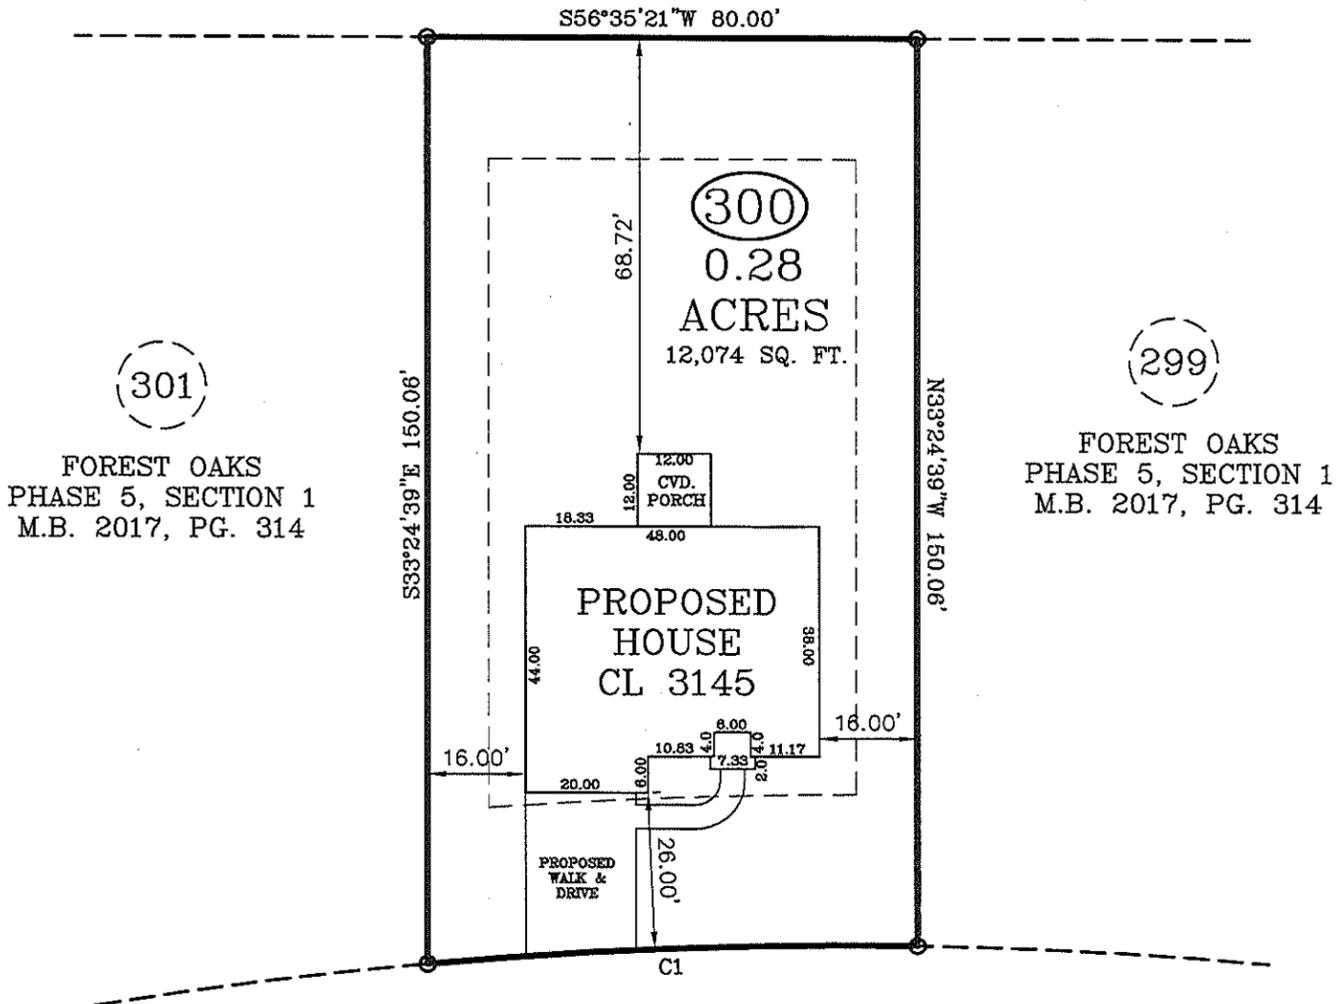 S56°35'21"W 80.00'
300
0.28
ACRES
12,074 SQ. FT.
68.72'
301
FOREST OAKS
PHASE 5, SECTION 1
M.B. 2017, PG. 314
S33°24'39"E 150.06'
N33°24'39"W 150.06'
299
FOREST OAKS
PHASE 5, SECTION 1
M.B. 2017, PG. 314
12.00
12.00
CVD.
PORCH
18.33
48.00
PROPOSED
HOUSE
CL 3145
44.00
38.00
16.00'
16.00'
6.00
4.0
4.0
10.83
11.17
7.33
2.0
6.00
20.00
26.00'
PROPOSED
WALK &
DRIVE
C1